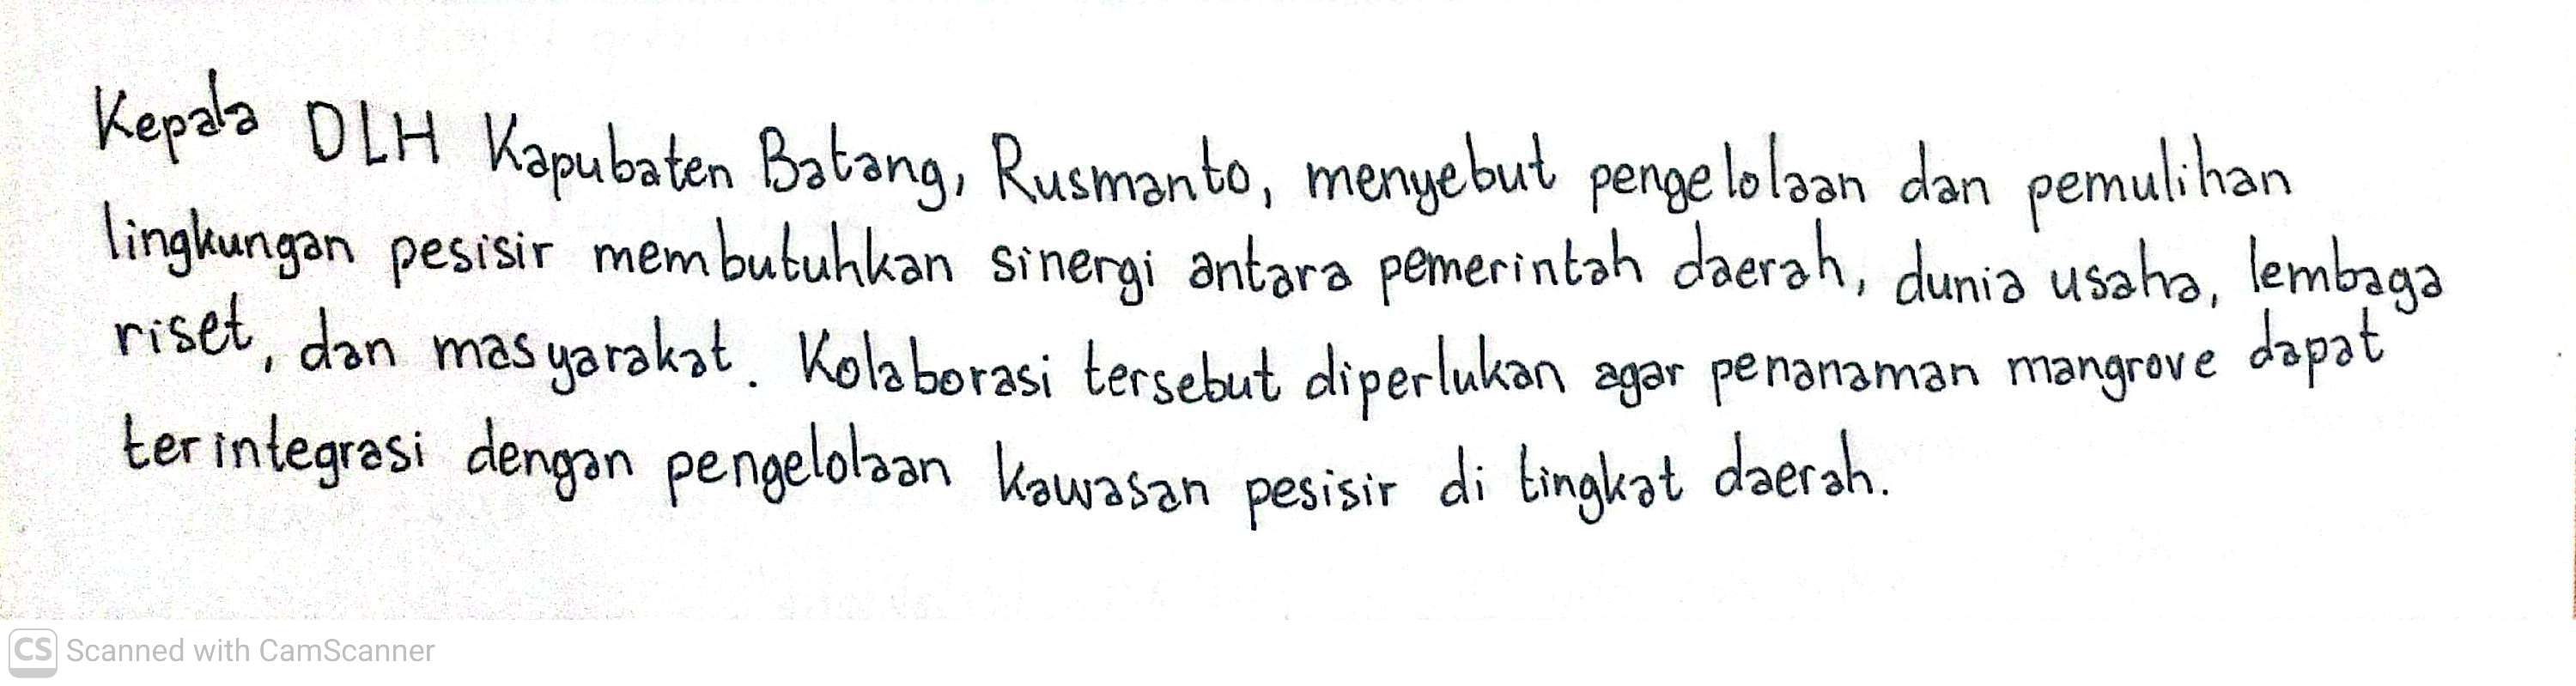 Kepala DLH Kapubaten Batang, Rusmanto, menyebut pengelolaan dan pemulihan
lingkungan pesisir membutuhkan sinergi antara pemerintah daerah, dunia usaha, lembaga
riset, dan masyarakat. Kolaborasi tersebut diperlukan agar penanaman mangrove dapat
terintegrasi dengan pengelolaan kawasan pesisir di tingkat daerah.
CS Scanned with CamScanner